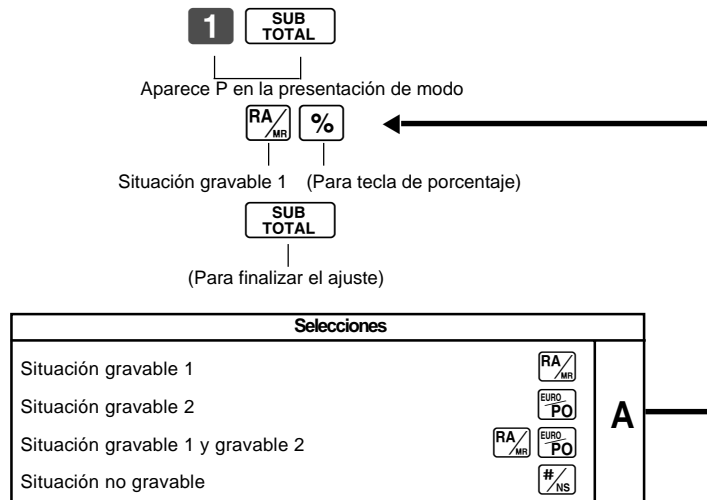 1 SUB TOTAL
Aparece P en la presentación de modo
RA/MR %
Situación gravable 1 (Para tecla de porcentaje)
SUB TOTAL
(Para finalizar el ajuste)
Selecciones
Situación gravable 1 RA/MR
Situación gravable 2 EURO/PO
A
Situación gravable 1 y gravable 2 RA/MR EURO/PO
Situación no gravable #/NS